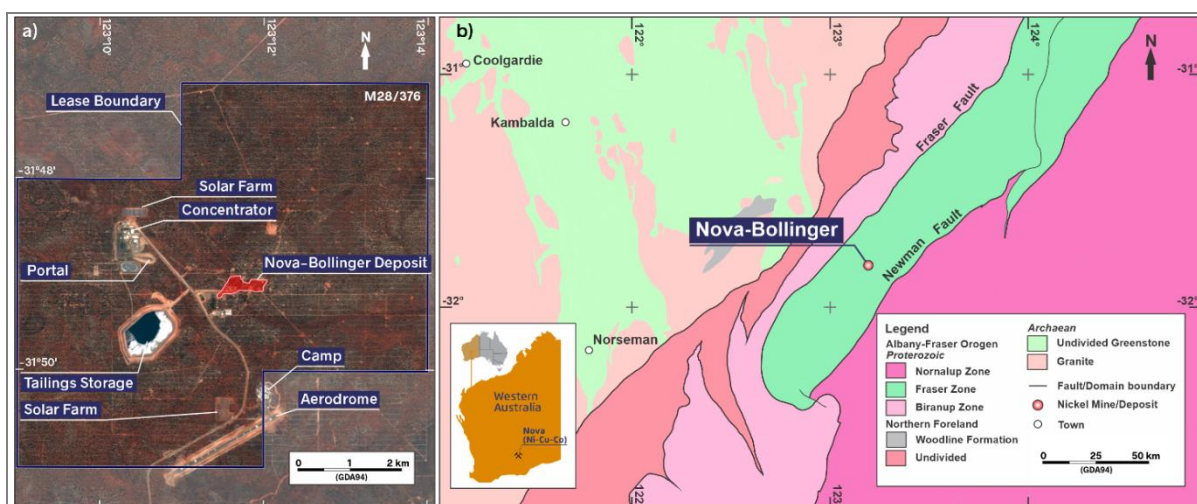 a)
123°10'
123°12'
123°14'
N
Lease Boundary
M28/376
-31°48'
Solar Farm
Concentrator
Portal
Nova-Bollinger Deposit
-31°50'
Tailings Storage
Camp
Solar Farm
Aerodrome
0 1 2 km
(GDA94)
b)
122°
123°
124°
N
-31°
-31°
Coolgardie
Kambalda
Fraser Fault
Nova-Bollinger
Newman Fault
-32°
-32°
Norseman
Western
Australia
Nova
(Ni-Cu-Co)
Legend
Albany-Fraser Orogen
Proterozoic
Nornalup Zone
Fraser Zone
Biranup Zone
Northern Foreland
Woodline Formation
Undivided
Archaean
Undivided Greenstone
Granite
Fault/Domain boundary
Nickel Mine/Deposit
Town
0 25 50 km
(GDA94)